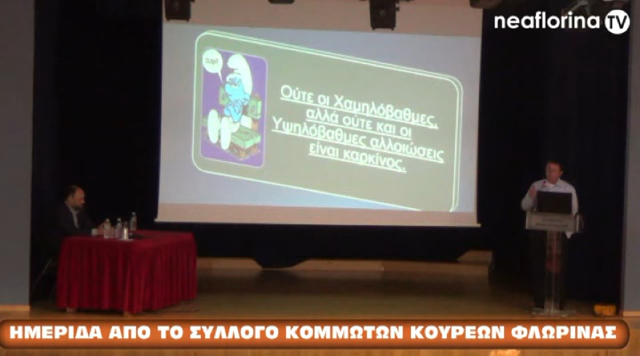 neaflorina TV
Ούτε οι Χαμηλόβαθμες,
αλλά ούτε και οι
Υψηλόβαθμες αλλοιώσεις
είναι καρκίνος.
ΗΜΕΡΙΔΑ ΑΠΟ ΤΟ ΣΥΛΛΟΓΟ ΚΟΜΜΩΤΩΝ ΚΟΥΡΕΩΝ ΦΛΩΡΙΝΑΣ